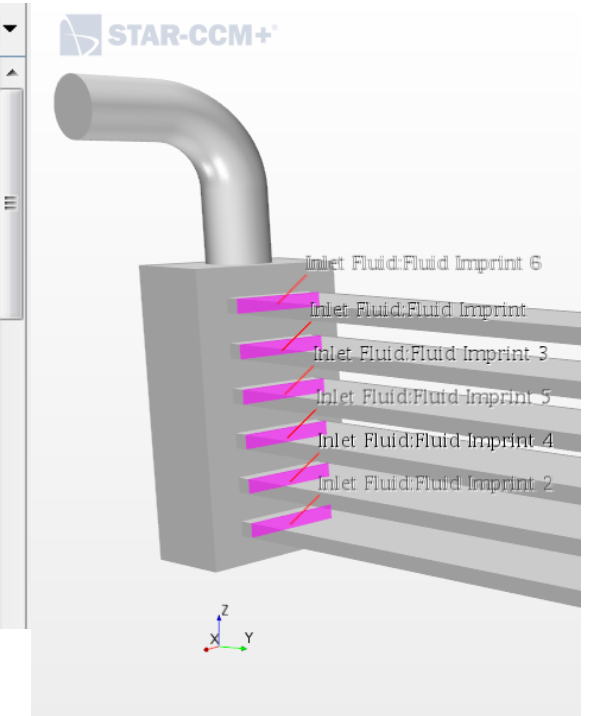 STAR-CCM+
Inlet Fluid:Fluid Imprint 6
Inlet Fluid:Fluid Imprint
Inlet Fluid:Fluid Imprint 3
Inlet Fluid:Fluid Imprint 5
Inlet Fluid:Fluid Imprint 4
Inlet Fluid:Fluid Imprint 2
Z
X Y